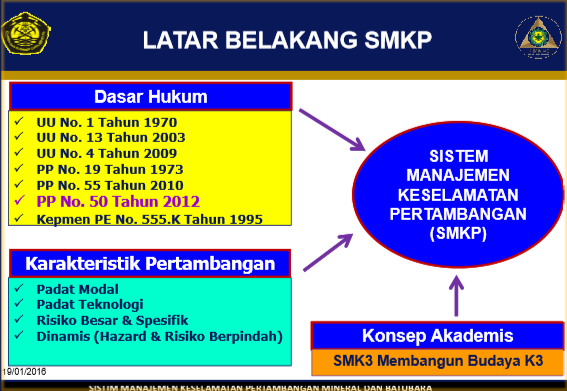 LATAR BELAKANG SMKP
Dasar Hukum
✓ UU No. 1 Tahun 1970
✓ UU No. 13 Tahun 2003
✓ UU No. 4 Tahun 2009
✓ PP No. 19 Tahun 1973
✓ PP No. 55 Tahun 2010
✓ PP No. 50 Tahun 2012
✓ Kepmen PE No. 555.K Tahun 1995
SISTEM
MANAJEMEN
KESELAMATAN
PERTAMBANGAN
(SMKP)
Karakteristik Pertambangan
✓ Padat Modal
✓ Padat Teknologi
✓ Risiko Besar & Spesifik
✓ Dinamis (Hazard & Risiko Berpindah)
Konsep Akademis
SMK3 Membangun Budaya K3
19/01/2016
SISTIM MANAJEMEN KESELAMATAN PERTAMBANGAN MINERAL DAN BATUBARA